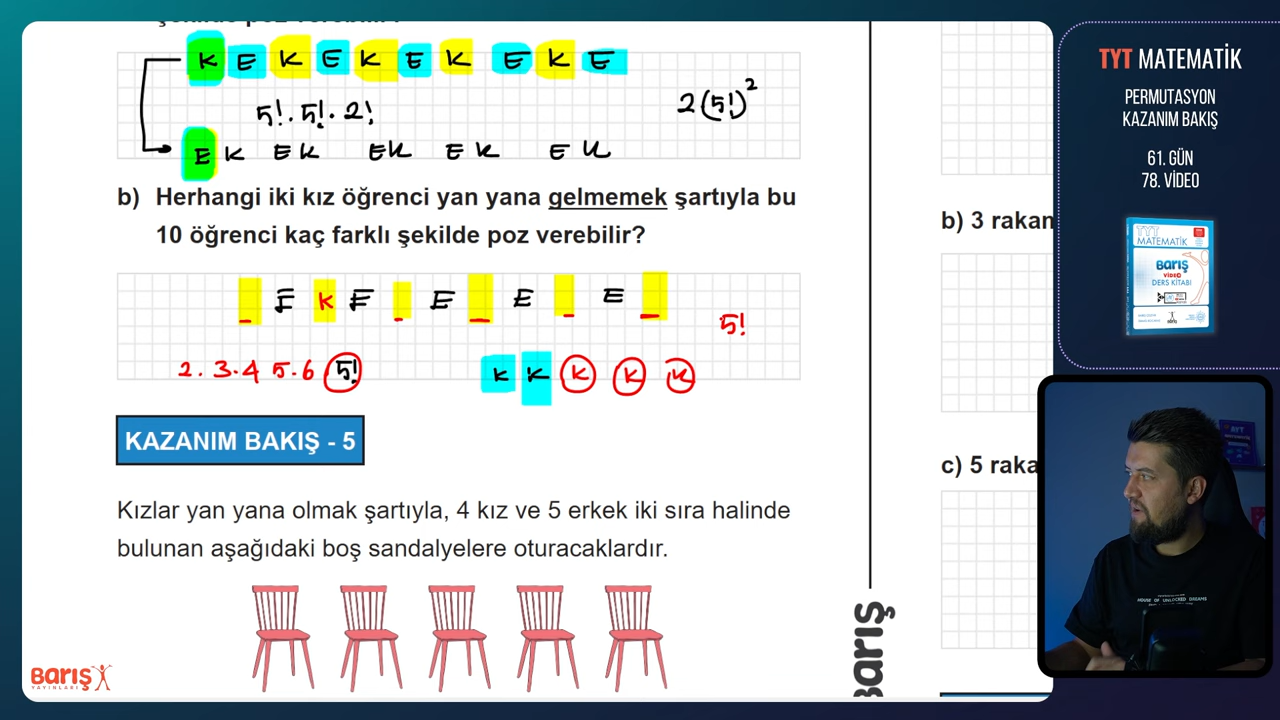 K E K E K E K E K E
5! . 5! . 2!
2(5!)²
E K E K E K E K E K
b) Herhangi iki kız öğrenci yan yana gelmemek şartıyla bu
10 öğrenci kaç farklı şekilde poz verebilir?
_ E K E _ E _ E _ E _
5!
2. 3. 4 5. 6 5!
K K K K K
KAZANIM BAKIŞ - 5
Kızlar yan yana olmak şartıyla, 4 kız ve 5 erkek iki sıra halinde
bulunan aşağıdaki boş sandalyelere oturacaklardır.
BARIŞ
YAYINLARI
Barış
b) 3 rakan
c) 5 raka
TYT MATEMATİK
PERMUTASYON
KAZANIM BAKIŞ
61. GÜN
78. VİDEO
TYT
MATEMATİK
BARIŞ
VİDEO
DERS KİTABI